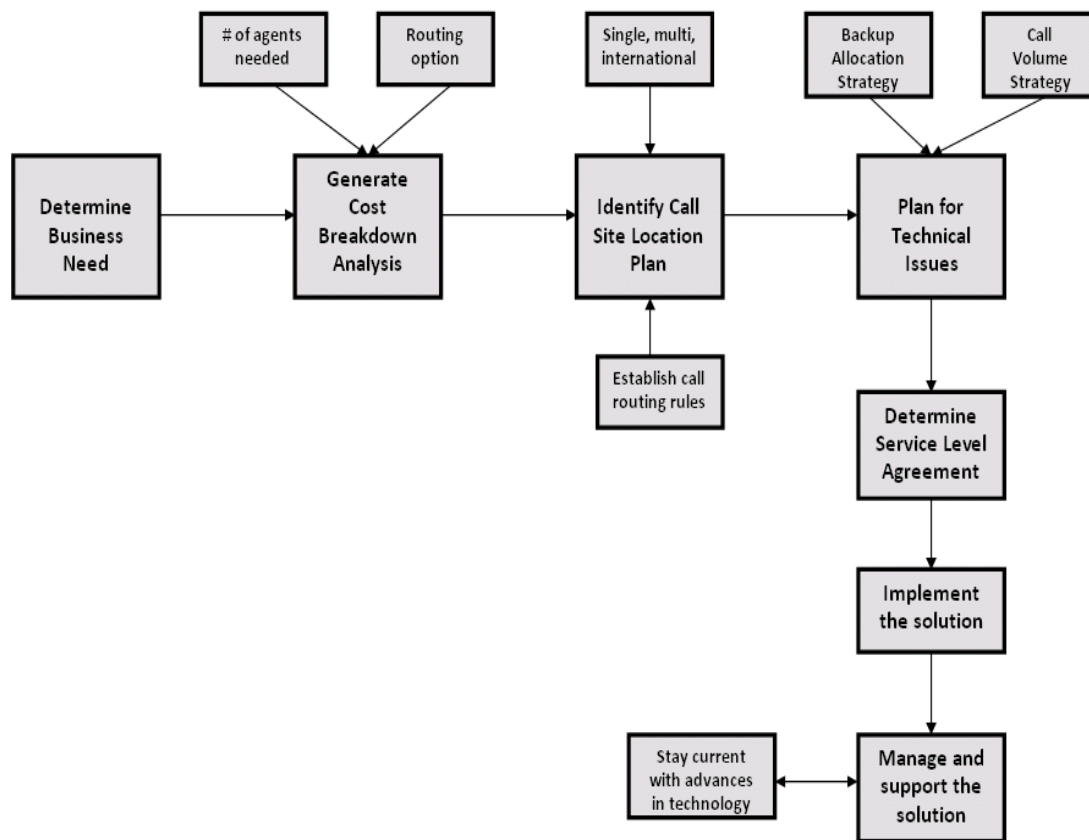 # of agents
needed
Routing
option
Single, multi,
international
Backup
Allocation
Strategy
Call
Volume
Strategy
Determine
Business
Need
Generate
Cost
Breakdown
Analysis
Identify Call
Site Location
Plan
Plan for
Technical
Issues
Establish call
routing rules
Determine
Service Level
Agreement
Implement
the solution
Stay current
with advances
in technology
Manage and
support the
solution